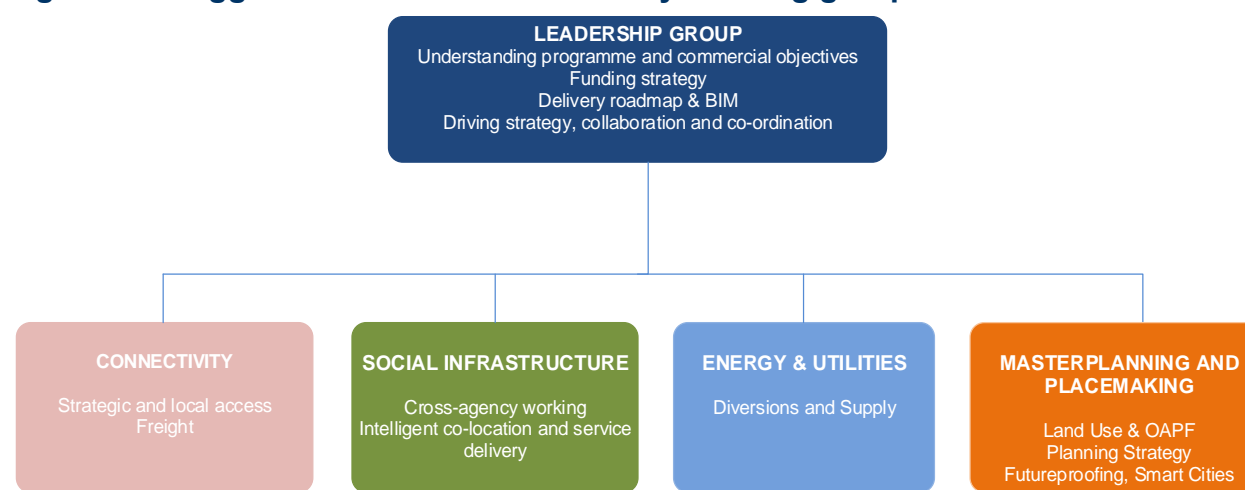 LEADERSHIP GROUP
Understanding programme and commercial objectives
Funding strategy
Delivery roadmap & BIM
Driving strategy, collaboration and co-ordination
CONNECTIVITY
Strategic and local access
Freight
SOCIAL INFRASTRUCTURE
Cross-agency working
Intelligent co-location and service
delivery
ENERGY & UTILITIES
Diversions and Supply
MASTERPLANNING AND
PLACEMAKING
Land Use & OAPF
Planning Strategy
Futureproofing, Smart Cities